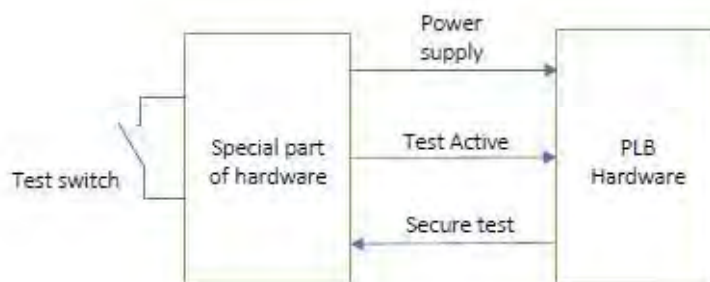 Power
supply
Test Active
Special part
of hardware
PLB
Hardware
Test switch
Secure test